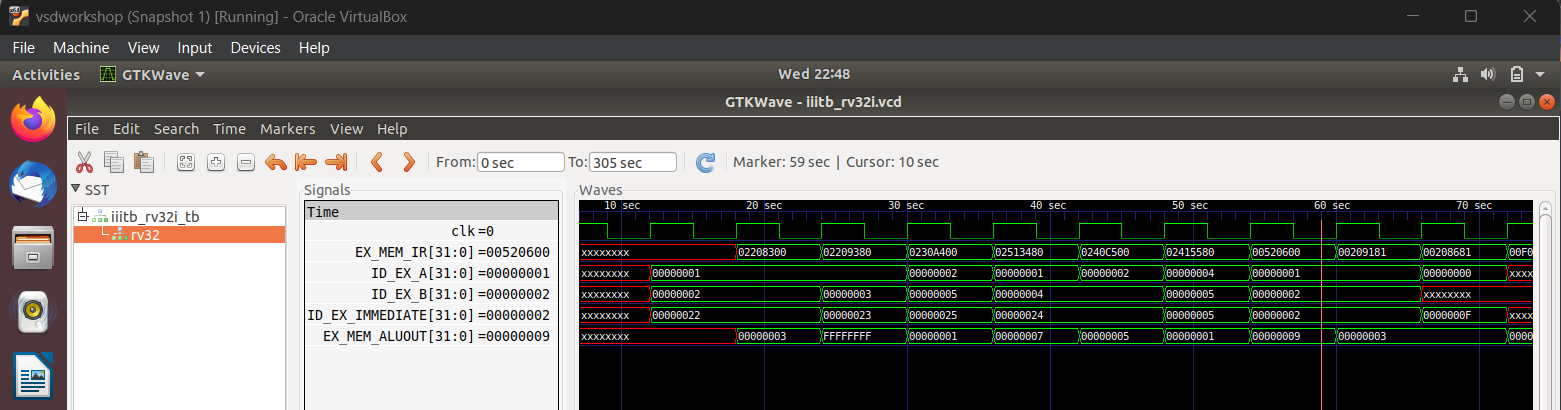 vsdworkshop (Snapshot 1) [Running] - Oracle VirtualBox
File Machine View Input Devices Help
Activities GTKWave Wed 22:48
GTKWave - iiitb_rv32i.vcd
File Edit Search Time Markers View Help
From: 0 sec To: 305 sec Marker: 59 sec | Cursor: 10 sec
SST Signals Waves
Time 10 sec 20 sec 30 sec 40 sec 50 sec 60 sec 70 sec
iiitb_rv32i_tb
rv32
clk =0
EX_MEM_IR[31:0] =00520600 xxxxxxxx 02208300 02209380 0230A400 02513480 0240C500 02415580 00520600 00209181 00208681 00F0
ID_EX_A[31:0] =00000001 xxxxxxxx 00000001 00000002 00000001 00000002 00000004 00000001 00000000 xxxx
ID_EX_B[31:0] =00000002 xxxxxxxx 00000002 00000003 00000005 00000004 00000005 00000002 xxxxxxxx
ID_EX_IMMEDIATE[31:0] =00000002 xxxxxxxx 00000022 00000023 00000025 00000024 00000005 00000002 0000000F xxxx
EX_MEM_ALUOUT[31:0] =00000009 xxxxxxxx 00000003 FFFFFFFF 00000001 00000007 00000005 00000001 00000009 00000003 0000